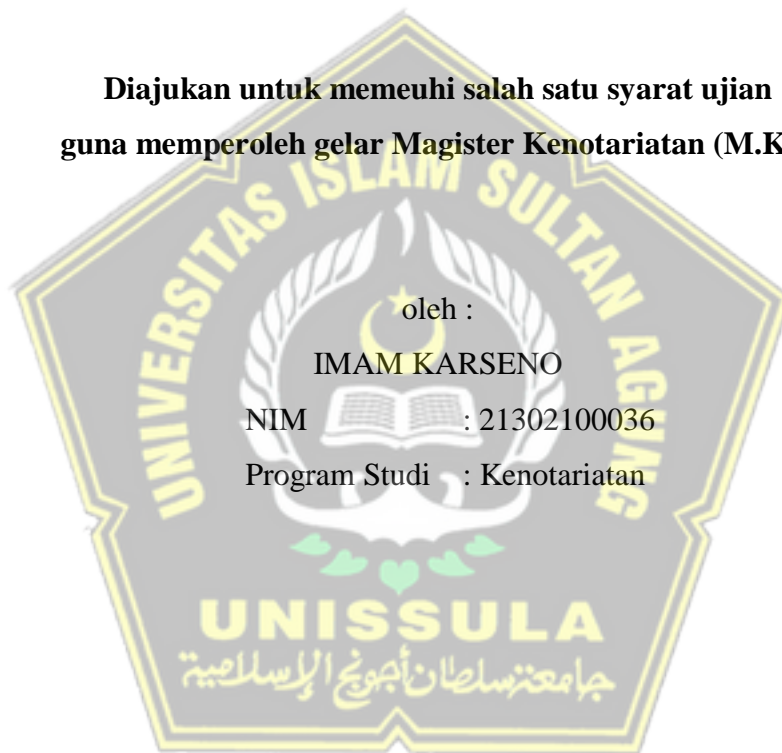 Diajukan untuk memeuhi salah satu syarat ujian
guna memperoleh gelar Magister Kenotariatan (M.K
UNIVERSITAS ISLAM SULTAN AGUNG
oleh :
IMAM KARSENO
NIM : 21302100036
Program Studi : Kenotariatan
UNISSULA
جامعة سلطان أجونج الإسلامية